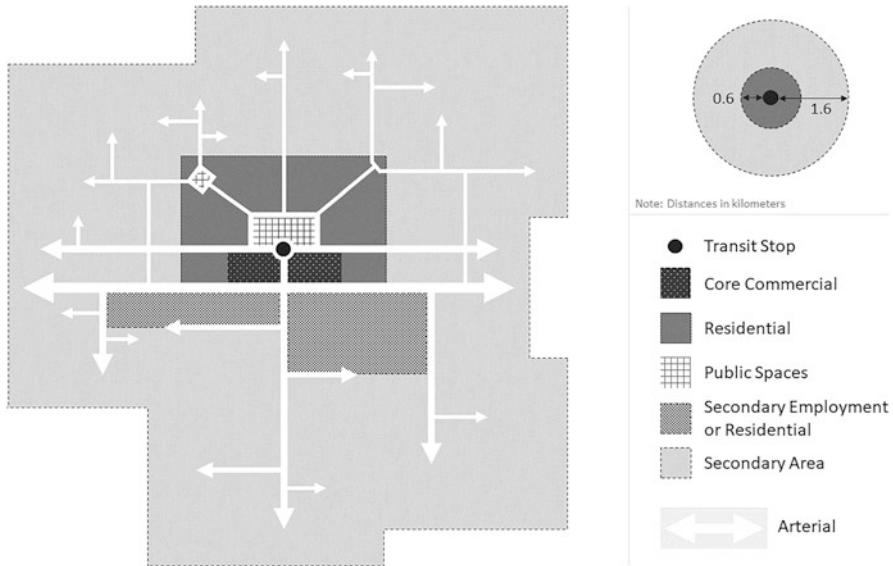 0.6
1.6
Note: Distances in kilometers
Transit Stop
Core Commercial
Residential
Public Spaces
Secondary Employment
or Residential
Secondary Area
Arterial